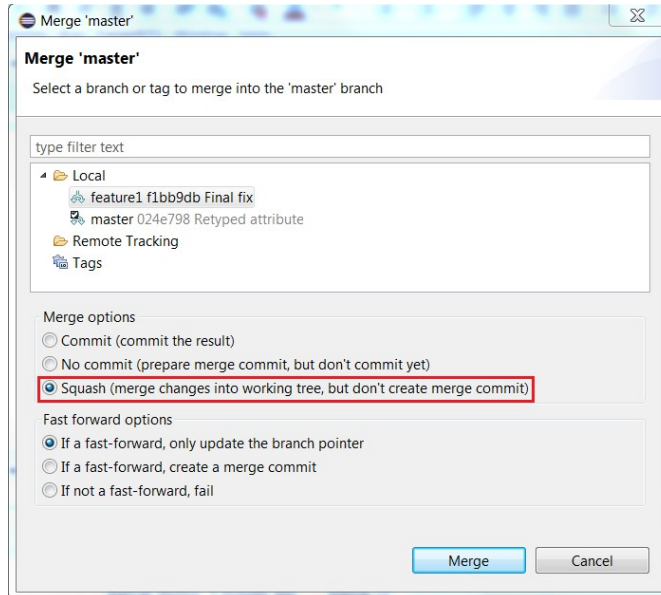 Merge 'master'
Merge 'master'
Select a branch or tag to merge into the 'master' branch
type filter text
Local
feature1 f1bb9db Final fix
master 024e798 Retyped attribute
Remote Tracking
Tags
Merge options
Commit (commit the result)
No commit (prepare merge commit, but don't commit yet)
Squash (merge changes into working tree, but don't create merge commit)
Fast forward options
If a fast-forward, only update the branch pointer
If a fast-forward, create a merge commit
If not a fast-forward, fail
Merge Cancel